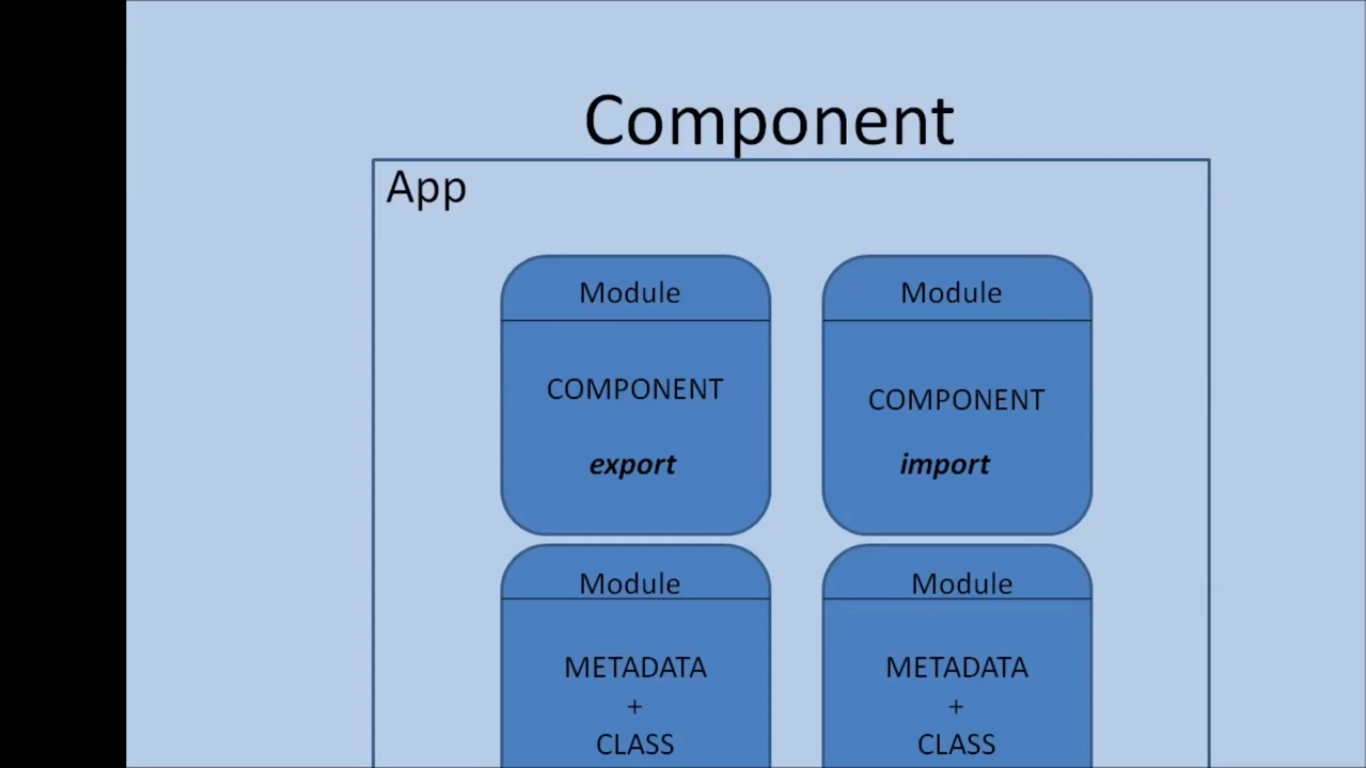 Component
App
Module
COMPONENT
export
Module
COMPONENT
import
Module
METADATA
+
CLASS
Module
METADATA
+
CLASS